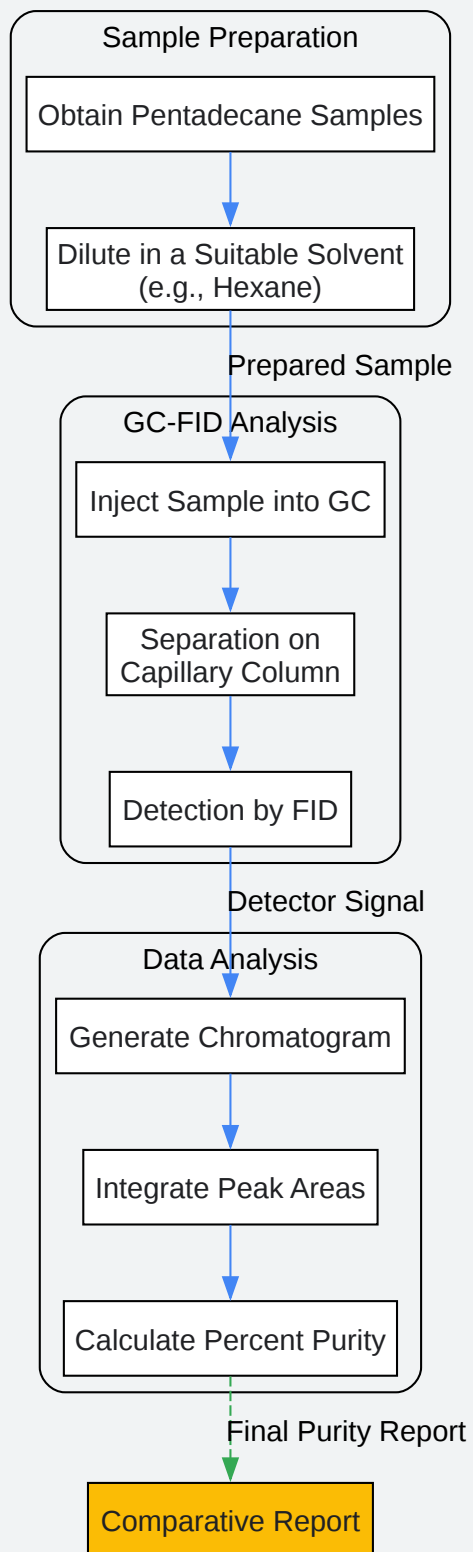 Sample Preparation
Obtain Pentadecane Samples
Dilute in a Suitable Solvent
(e.g., Hexane)
Prepared Sample
GC-FID Analysis
Inject Sample into GC
Separation on
Capillary Column
Detection by FID
Detector Signal
Data Analysis
Generate Chromatogram
Integrate Peak Areas
Calculate Percent Purity
Final Purity Report
Comparative Report